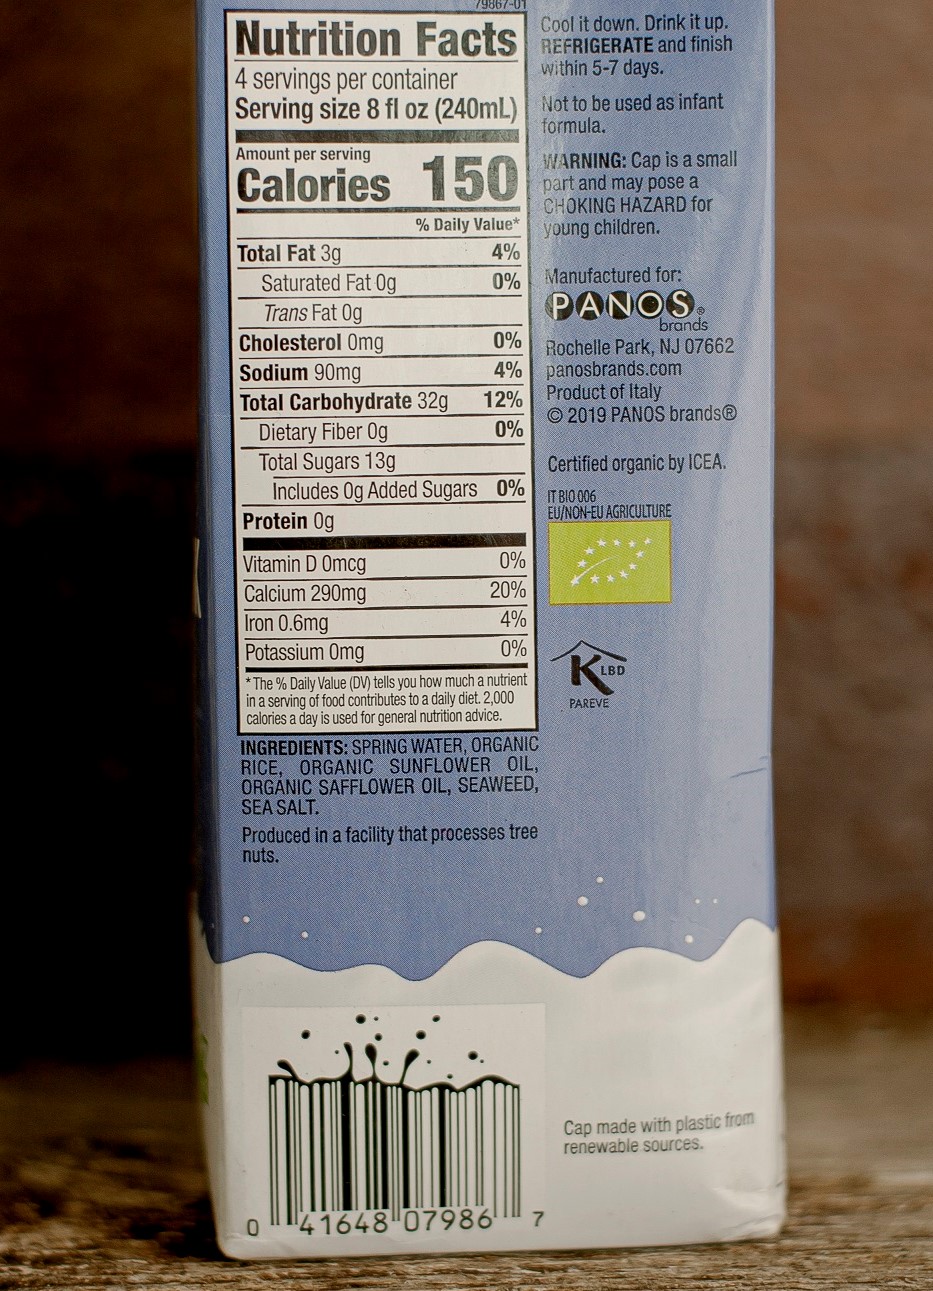 79867-01
Nutrition Facts
4 servings per container
Serving size 8 fl oz (240mL)
Amount per serving
Calories 150
% Daily Value*
Total Fat 3g 4%
Saturated Fat 0g 0%
Trans Fat 0g
Cholesterol 0mg 0%
Sodium 90mg 4%
Total Carbohydrate 32g 12%
Dietary Fiber 0g 0%
Total Sugars 13g
Includes 0g Added Sugars 0%
Protein 0g
Vitamin D 0mcg 0%
Calcium 290mg 20%
Iron 0.6mg 4%
Potassium 0mg 0%
*The % Daily Value (DV) tells you how much a nutrient
in a serving of food contributes to a daily diet. 2,000
calories a day is used for general nutrition advice.
INGREDIENTS: SPRING WATER, ORGANIC
RICE, ORGANIC SUNFLOWER OIL,
ORGANIC SAFFLOWER OIL, SEAWEED,
SEA SALT.
Produced in a facility that processes tree
nuts.
Cool it down. Drink it up.
REFRIGERATE and finish
within 5-7 days.
Not to be used as infant
formula.
WARNING: Cap is a small
part and may pose a
CHOKING HAZARD for
young children.
Manufactured for:
PANOS®
brands
Rochelle Park, NJ 07662
panosbrands.com
Product of Italy
© 2019 PANOS brands®
Certified organic by ICEA.
IT BIO 006
EU/NON-EU AGRICULTURE
K LBD
PAREVE
0 41648 07986 7
Cap made with plastic from
renewable sources.